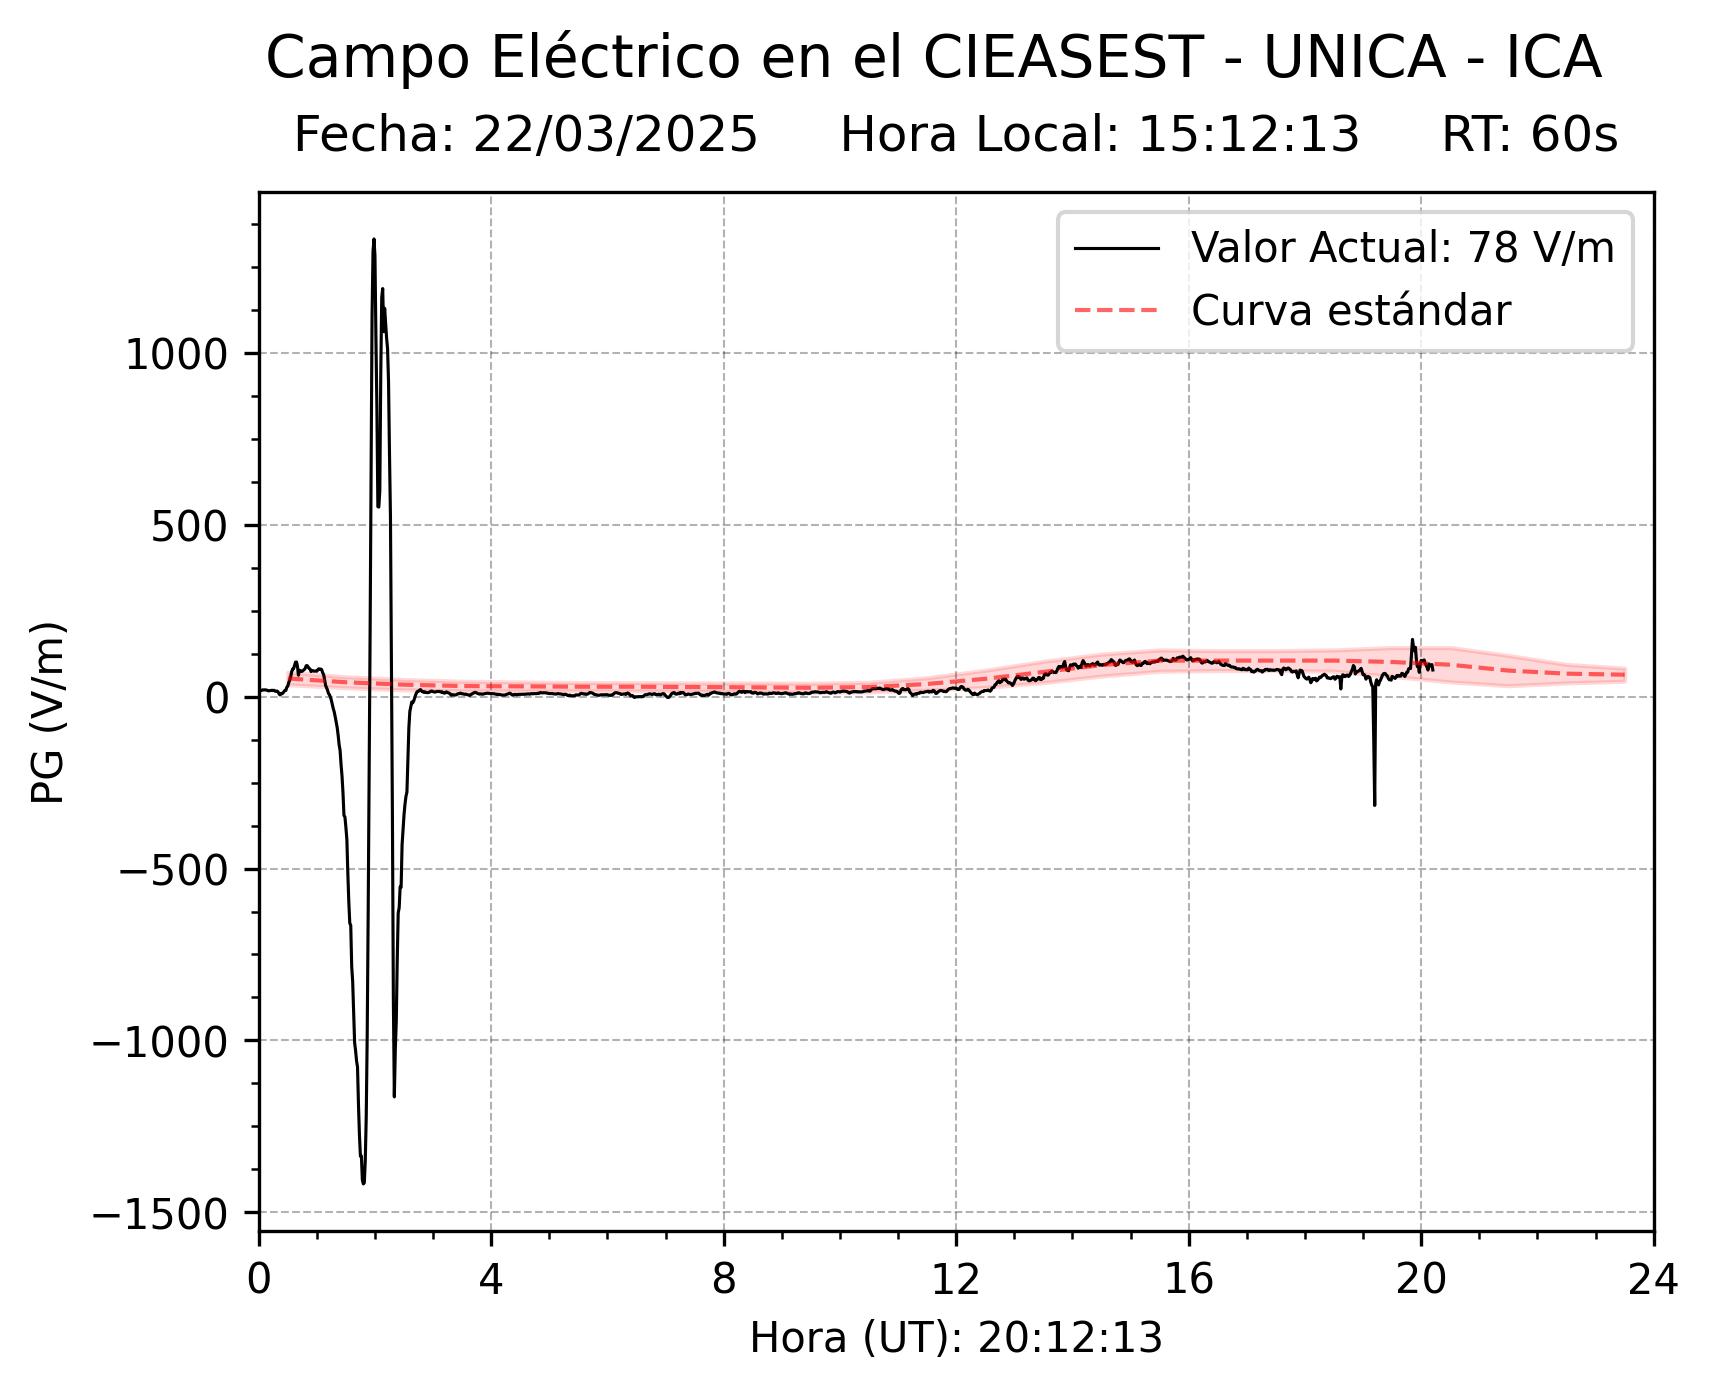 Campo Eléctrico en el CIEASEST - UNICA - ICA
Fecha: 22/03/2025 Hora Local: 15:12:13 RT: 60s
Valor Actual: 78 V/m
Curva estándar
PG (V/m)
1000
500
0
−500
−1000
−1500
0 4 8 12 16 20 24
Hora (UT): 20:12:13